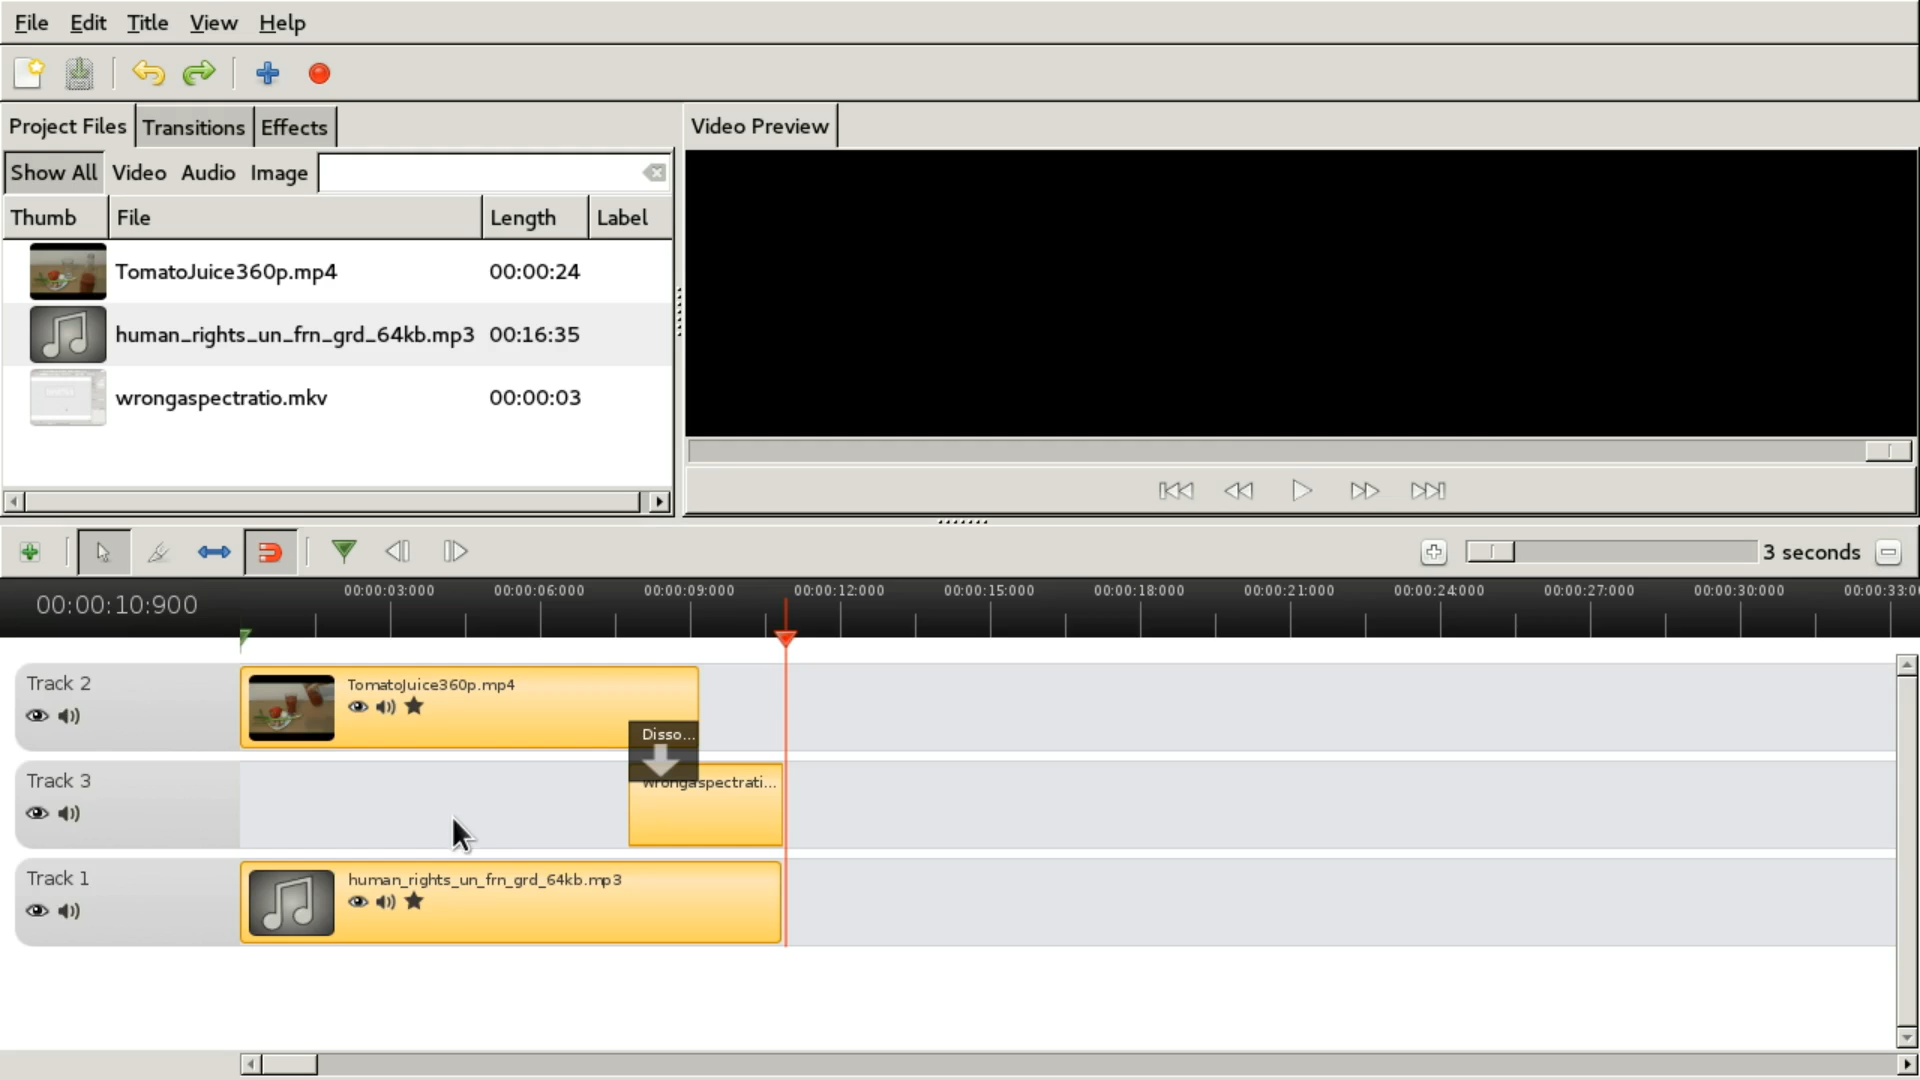 File Edit Title View Help
Project Files Transitions Effects
Video Preview
Show All Video Audio Image
Thumb File Length Label
TomatoJuice360p.mp4 00:00:24
human_rights_un_frn_grd_64kb.mp3 00:16:35
wrongaspectratio.mkv 00:00:03
3 seconds
00:00:10:900
00:00:03:000 00:00:06:000 00:00:09:000 00:00:12:000 00:00:15:000 00:00:18:000 00:00:21:000 00:00:24:000 00:00:27:000 00:00:30:000 00:00:33:0
Track 2
TomatoJuice360p.mp4
Disso...
Track 3
wrongaspectrati...
Track 1
human_rights_un_frn_grd_64kb.mp3